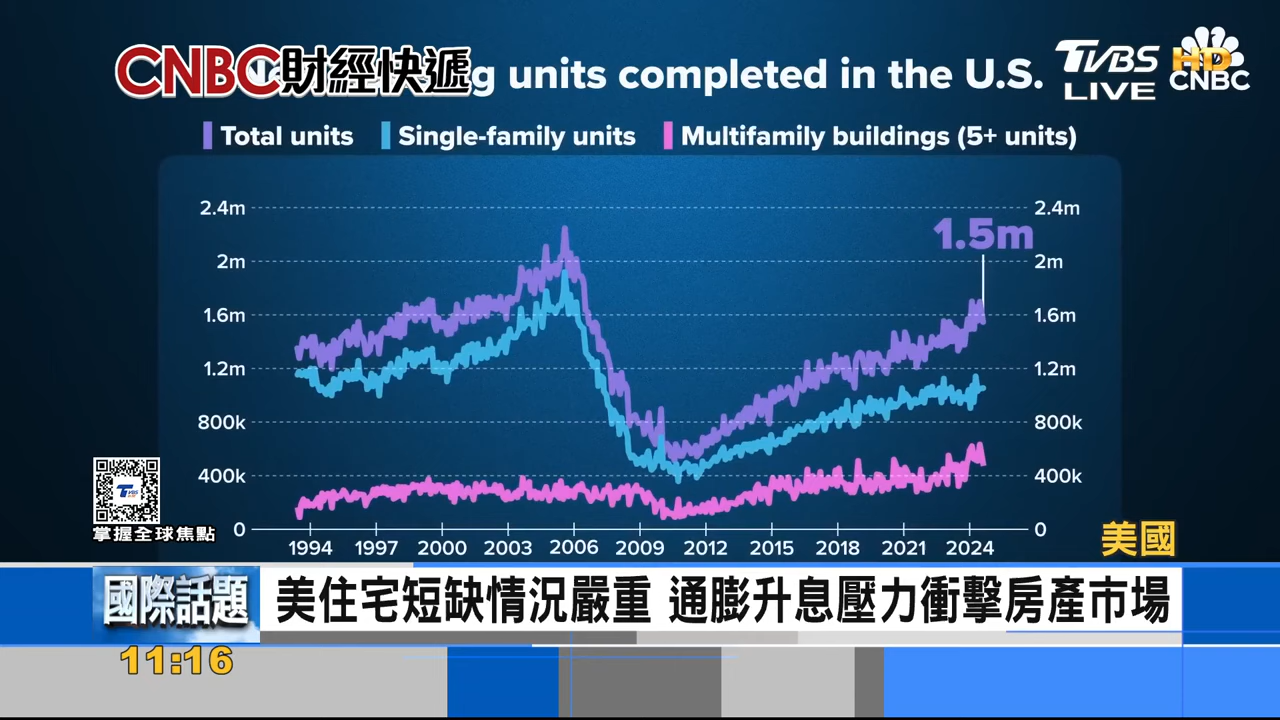 CNBC財經快遞 g units completed in the U.S.
TVBS
LIVE
HD
CNBC
Total units
Single-family units
Multifamily buildings (5+ units)
2.4m 2.4m
1.5m
2m 2m
1.6m 1.6m
1.2m 1.2m
800k 800k
400k 400k
TVBS
0 0
掌握全球焦點
1994 1997 2000 2003 2006 2009 2012 2015 2018 2021 2024
美國
國際話題
美住宅短缺情況嚴重 通膨升息壓力衝擊房產市場
11:16